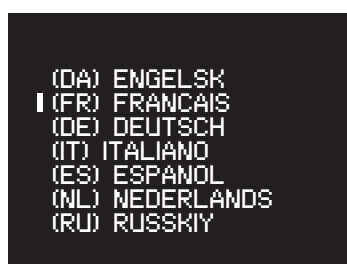 (DA) ENGELSK
(FR) FRANCAIS
(DE) DEUTSCH
(IT) ITALIANO
(ES) ESPANOL
(NL) NEDERLANDS
(RU) RUSSKIY